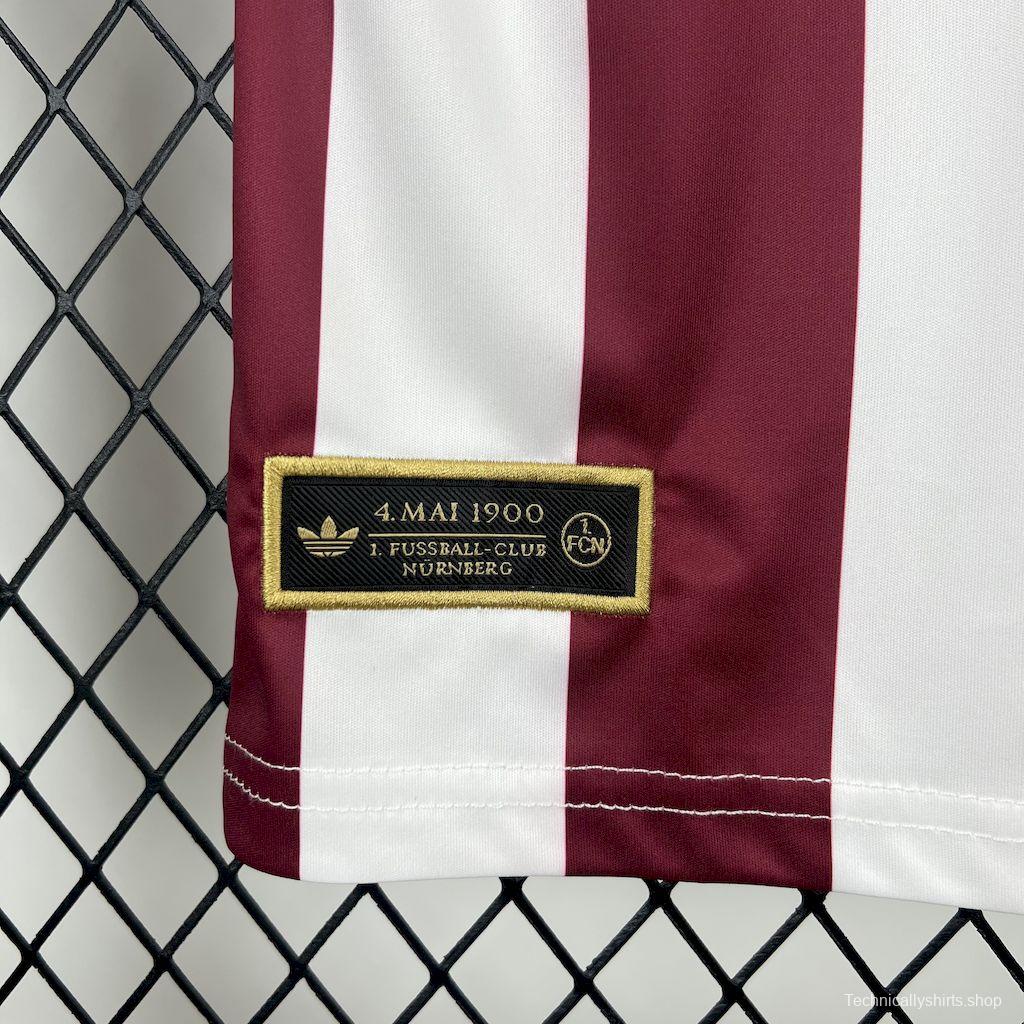 4. MAI 1900
1. FUSSBALL-CLUB
NÜRNBERG
1.
FCN
Technicallyshirts.shop